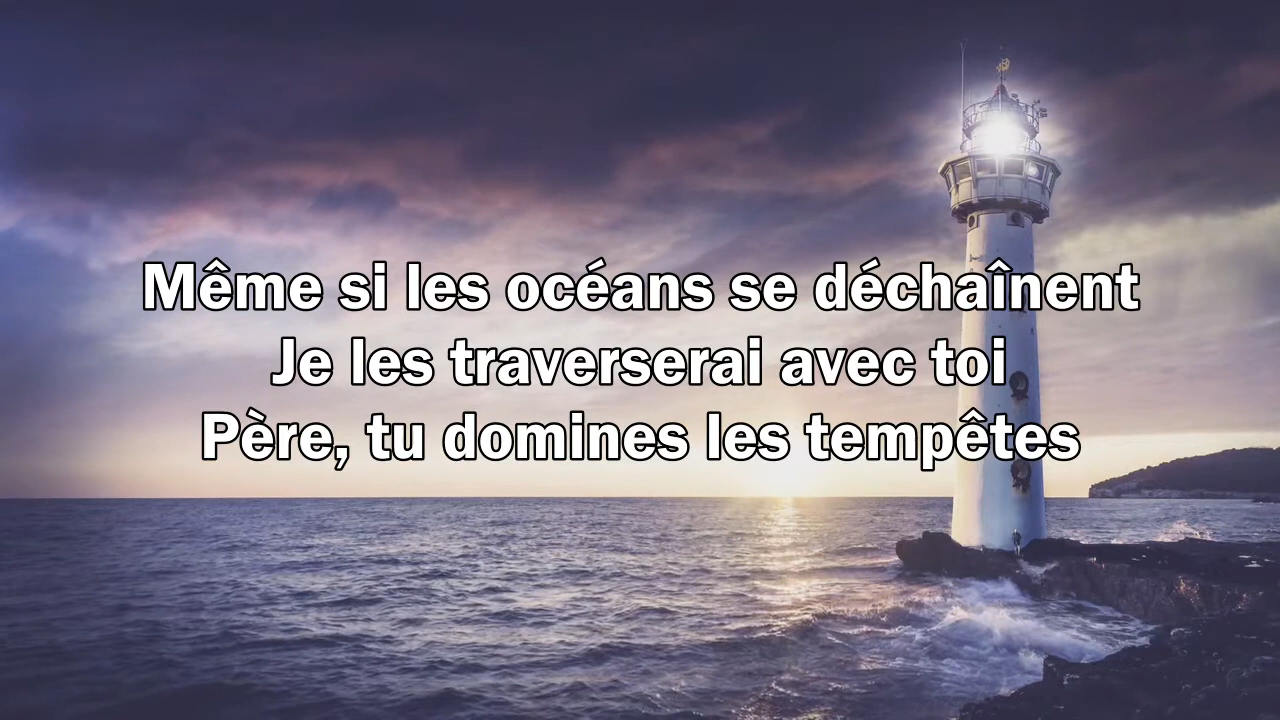 Même si les océans se déchaînent
Je les traverserai avec toi
Père, tu domines les tempêtes